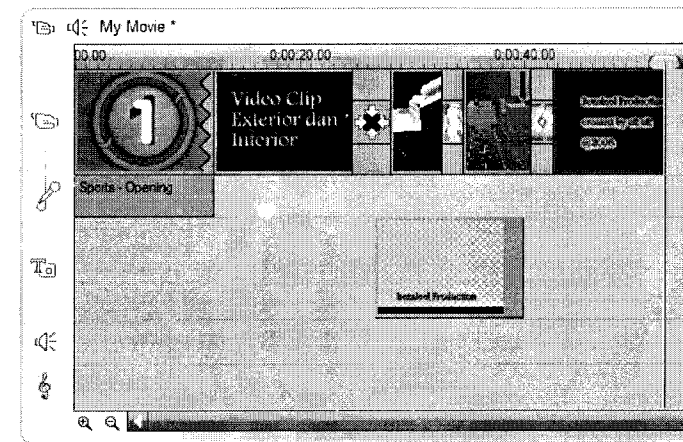 My Movie *
00.00 0:00:20.00 0:00:40.00
1
Video Clip
Exterior dan
Interior
Sports - Opening
Production